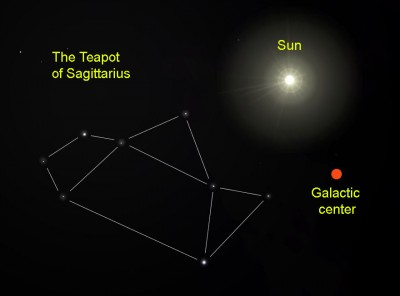 The Teapot
of Sagittarius
Sun
Galactic
center